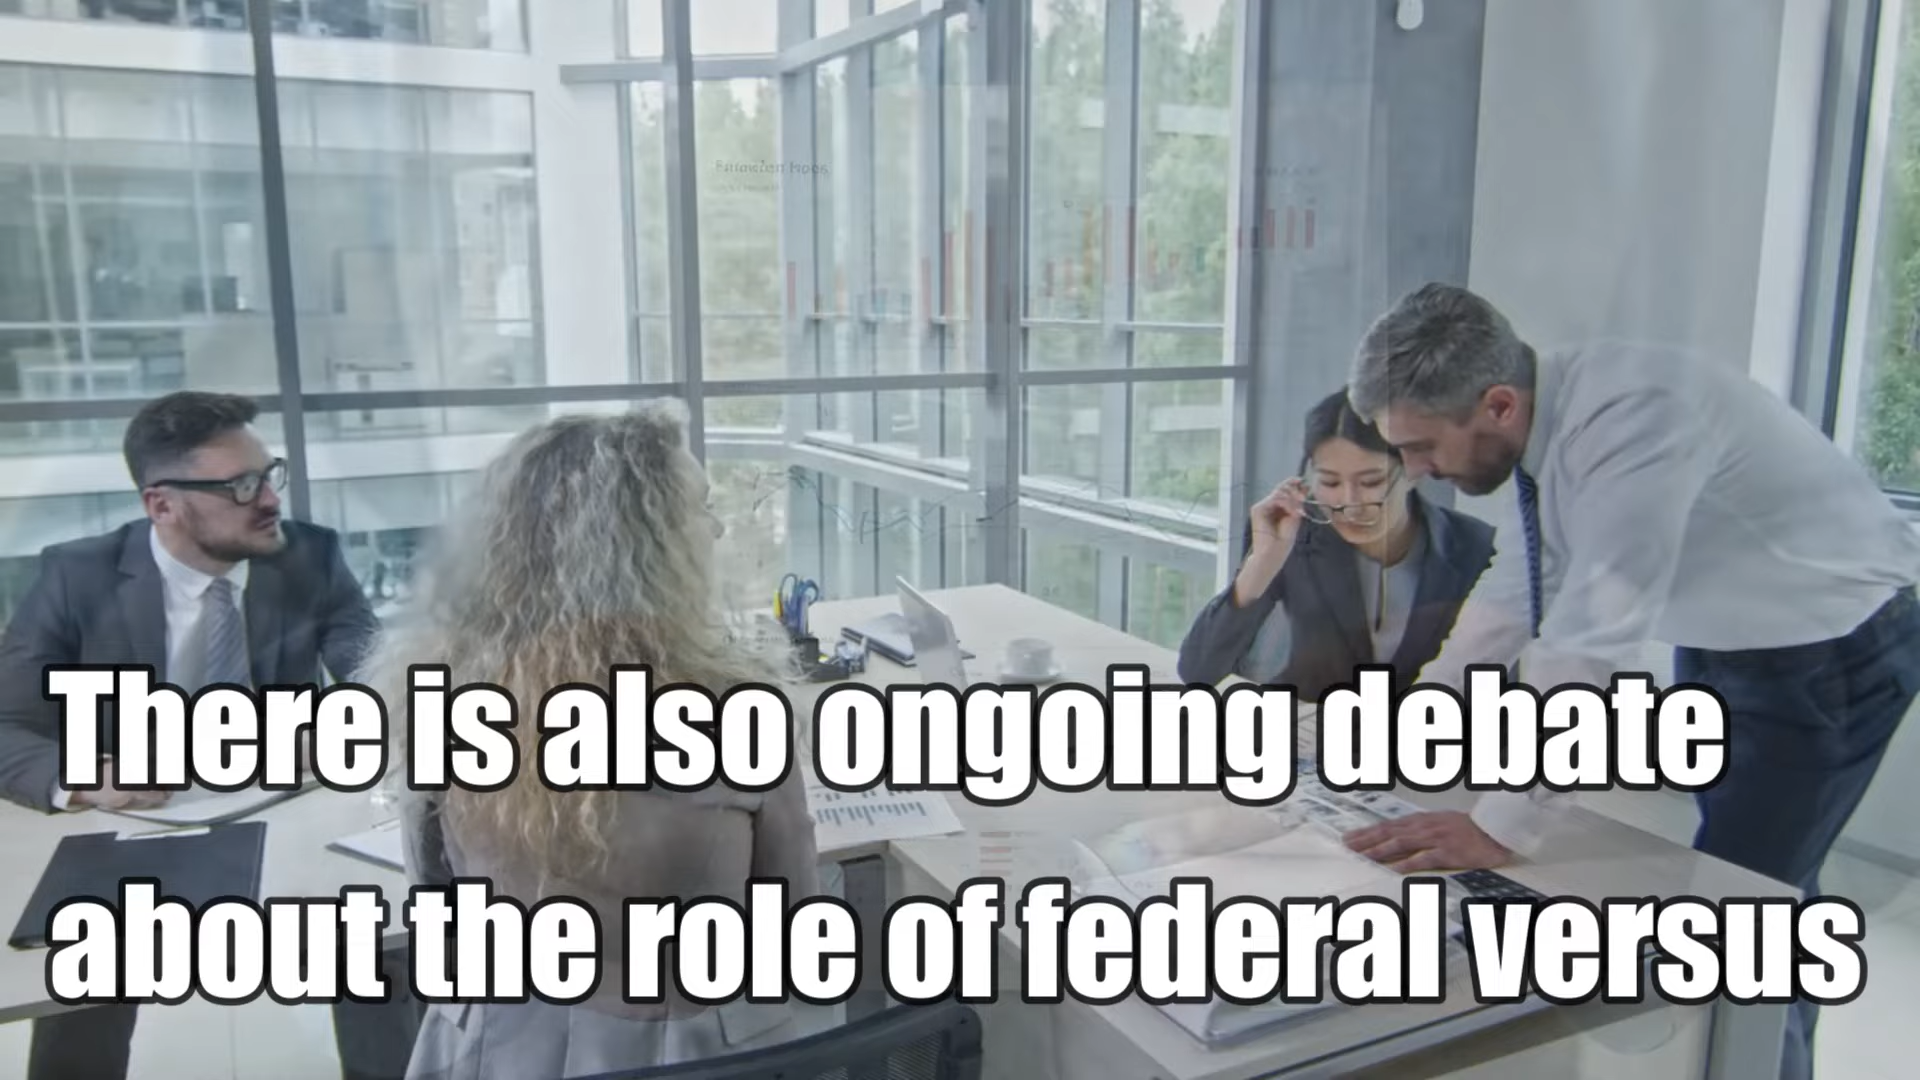 There is also ongoing debate
about the role of federal versus